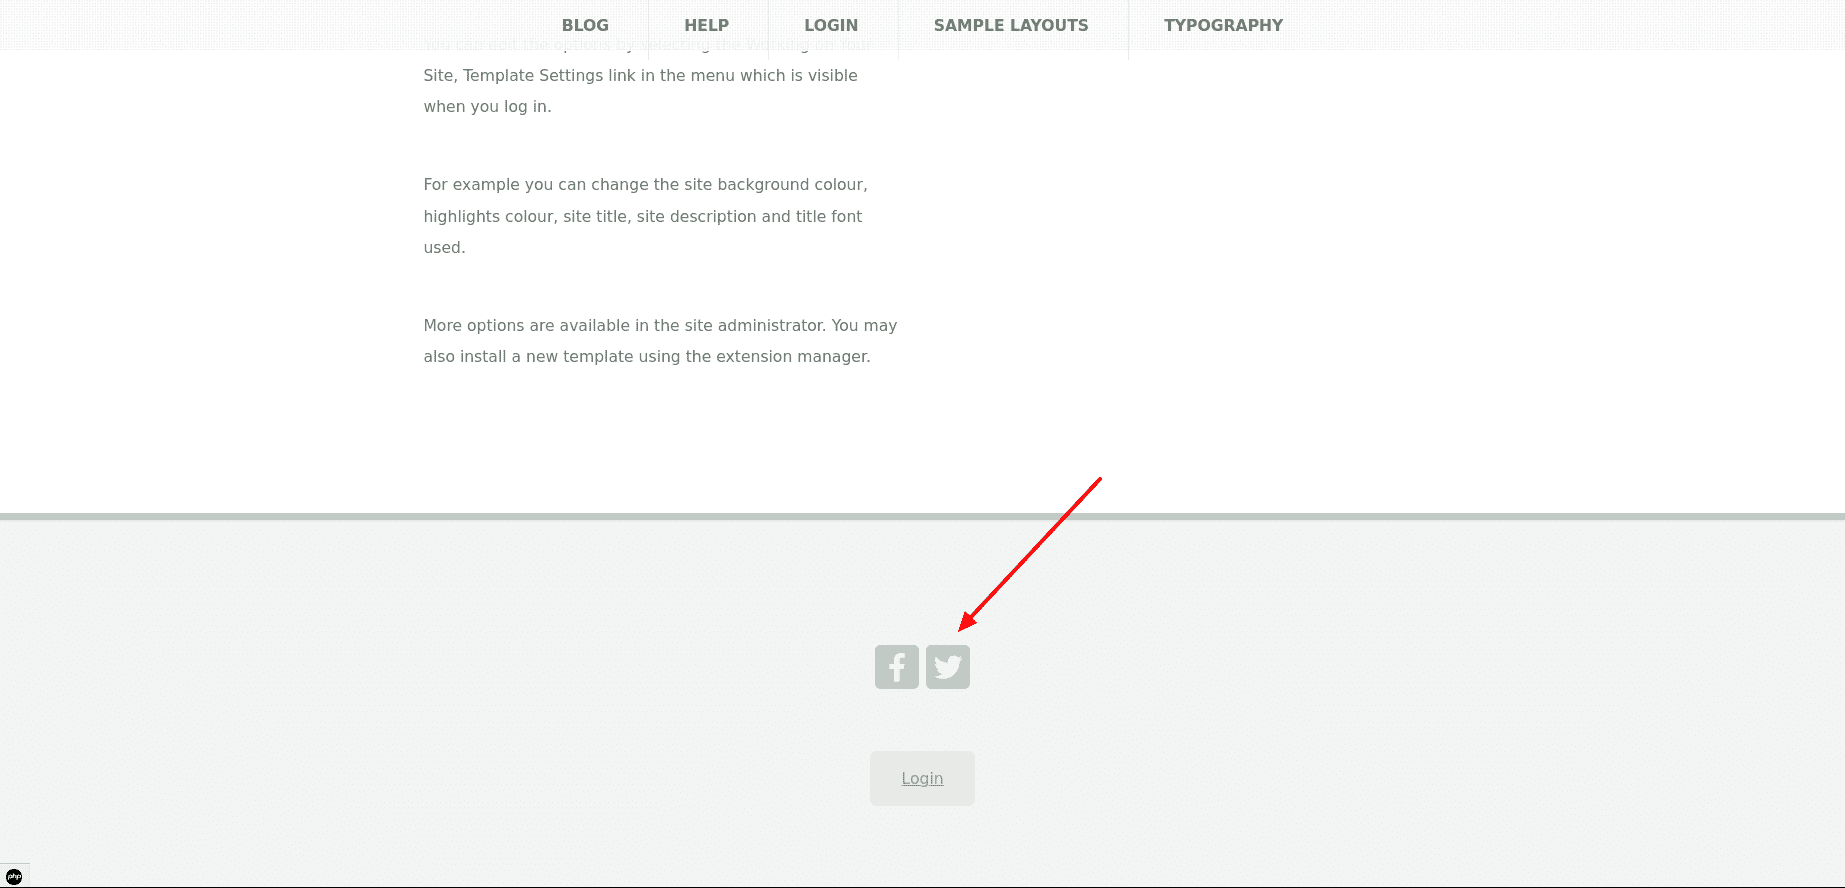 BLOG HELP LOGIN SAMPLE LAYOUTS TYPOGRAPHY
You can edit the options by selecting the Working on Your
Site, Template Settings link in the menu which is visible
when you log in.
For example you can change the site background colour,
highlights colour, site title, site description and title font
used.
More options are available in the site administrator. You may
also install a new template using the extension manager.
Login
php